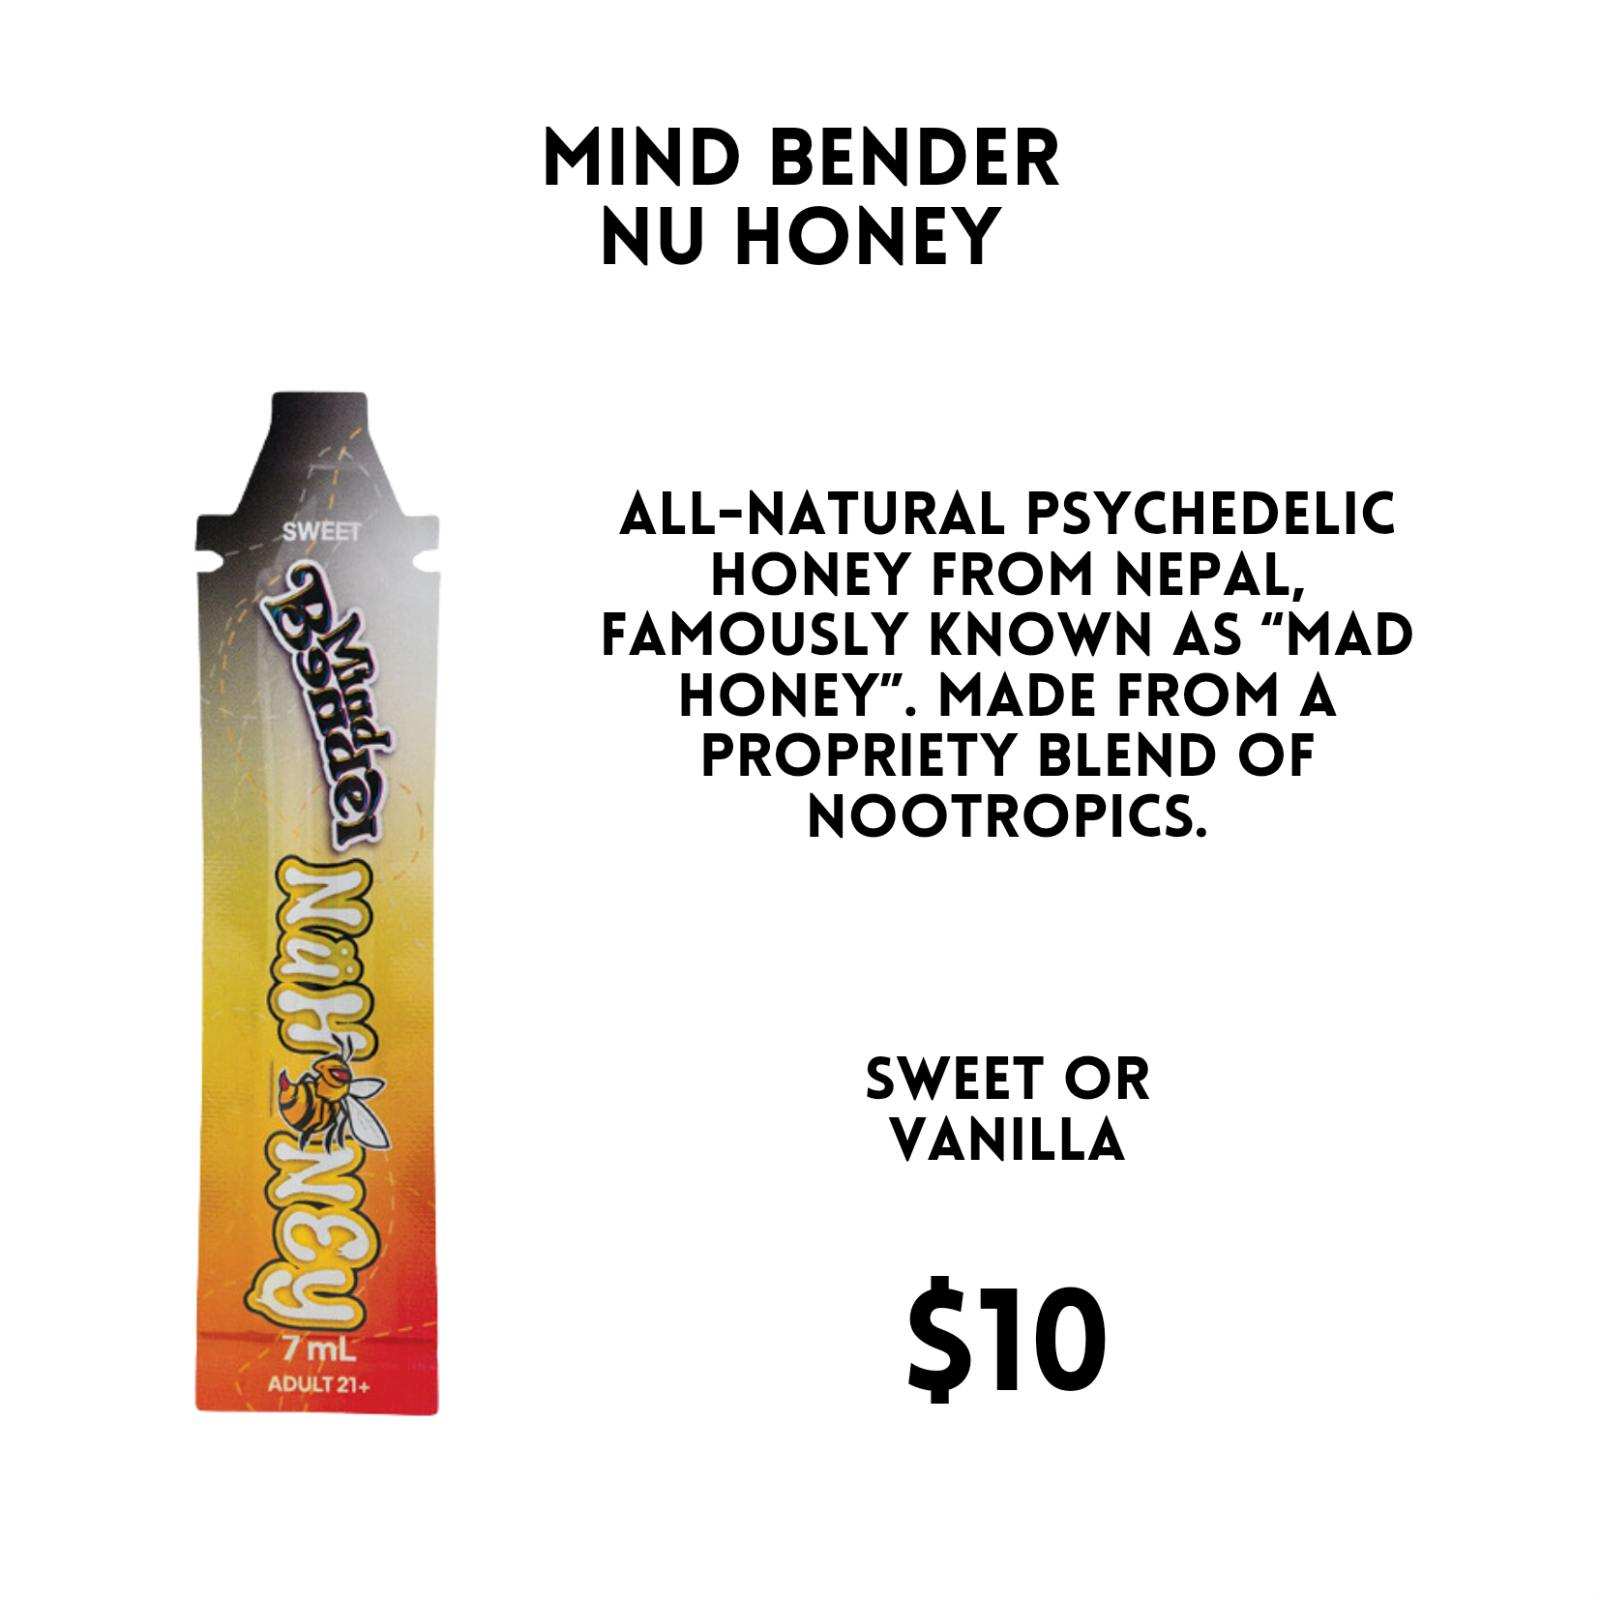 MIND BENDER
NU HONEY
SWEET
Mind
Bender
NüHONEY
7 mL
ADULT 21+
ALL-NATURAL PSYCHEDELIC
HONEY FROM NEPAL,
FAMOUSLY KNOWN AS “MAD
HONEY”. MADE FROM A
PROPRIETY BLEND OF
NOOTROPICS.
SWEET OR
VANILLA
$10